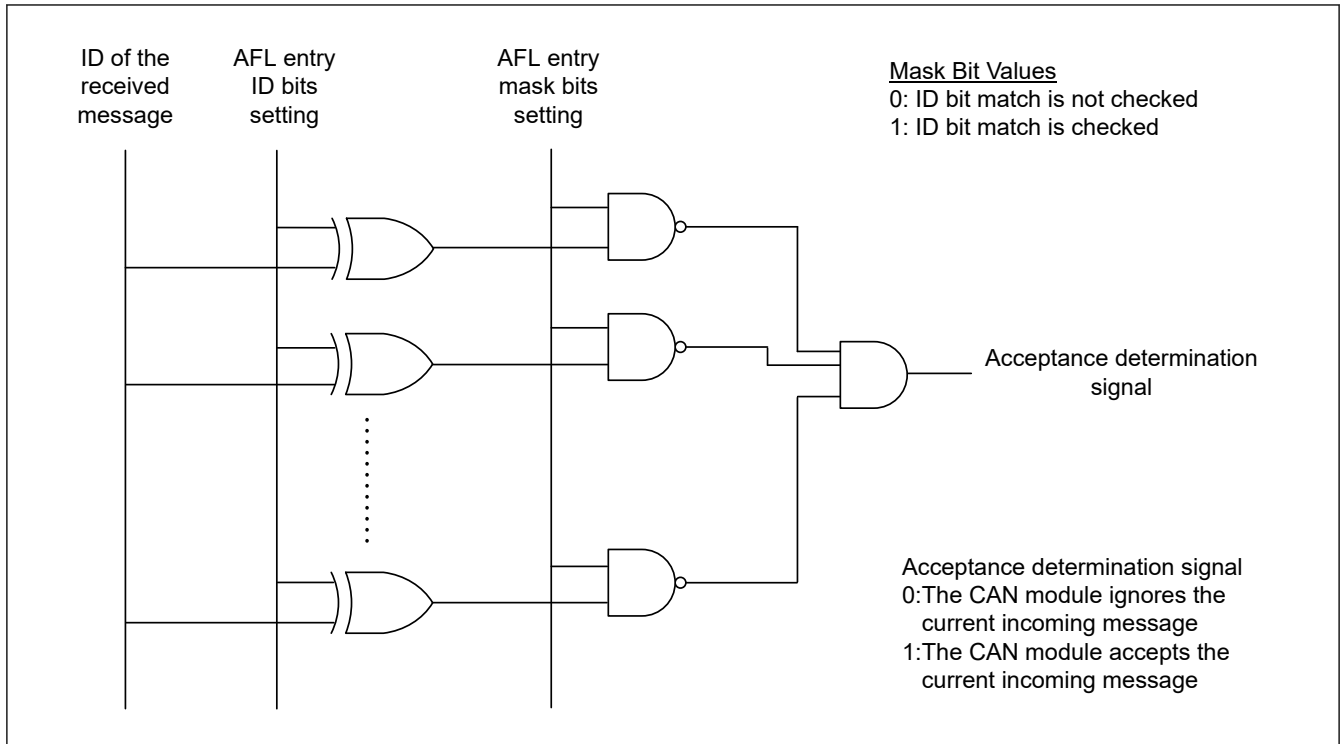 ID of the
received
message
AFL entry
ID bits
setting
AFL entry
mask bits
setting
Mask Bit Values
0: ID bit match is not checked
1: ID bit match is checked
Acceptance determination
signal
Acceptance determination signal
0:The CAN module ignores the
current incoming message
1:The CAN module accepts the
current incoming message